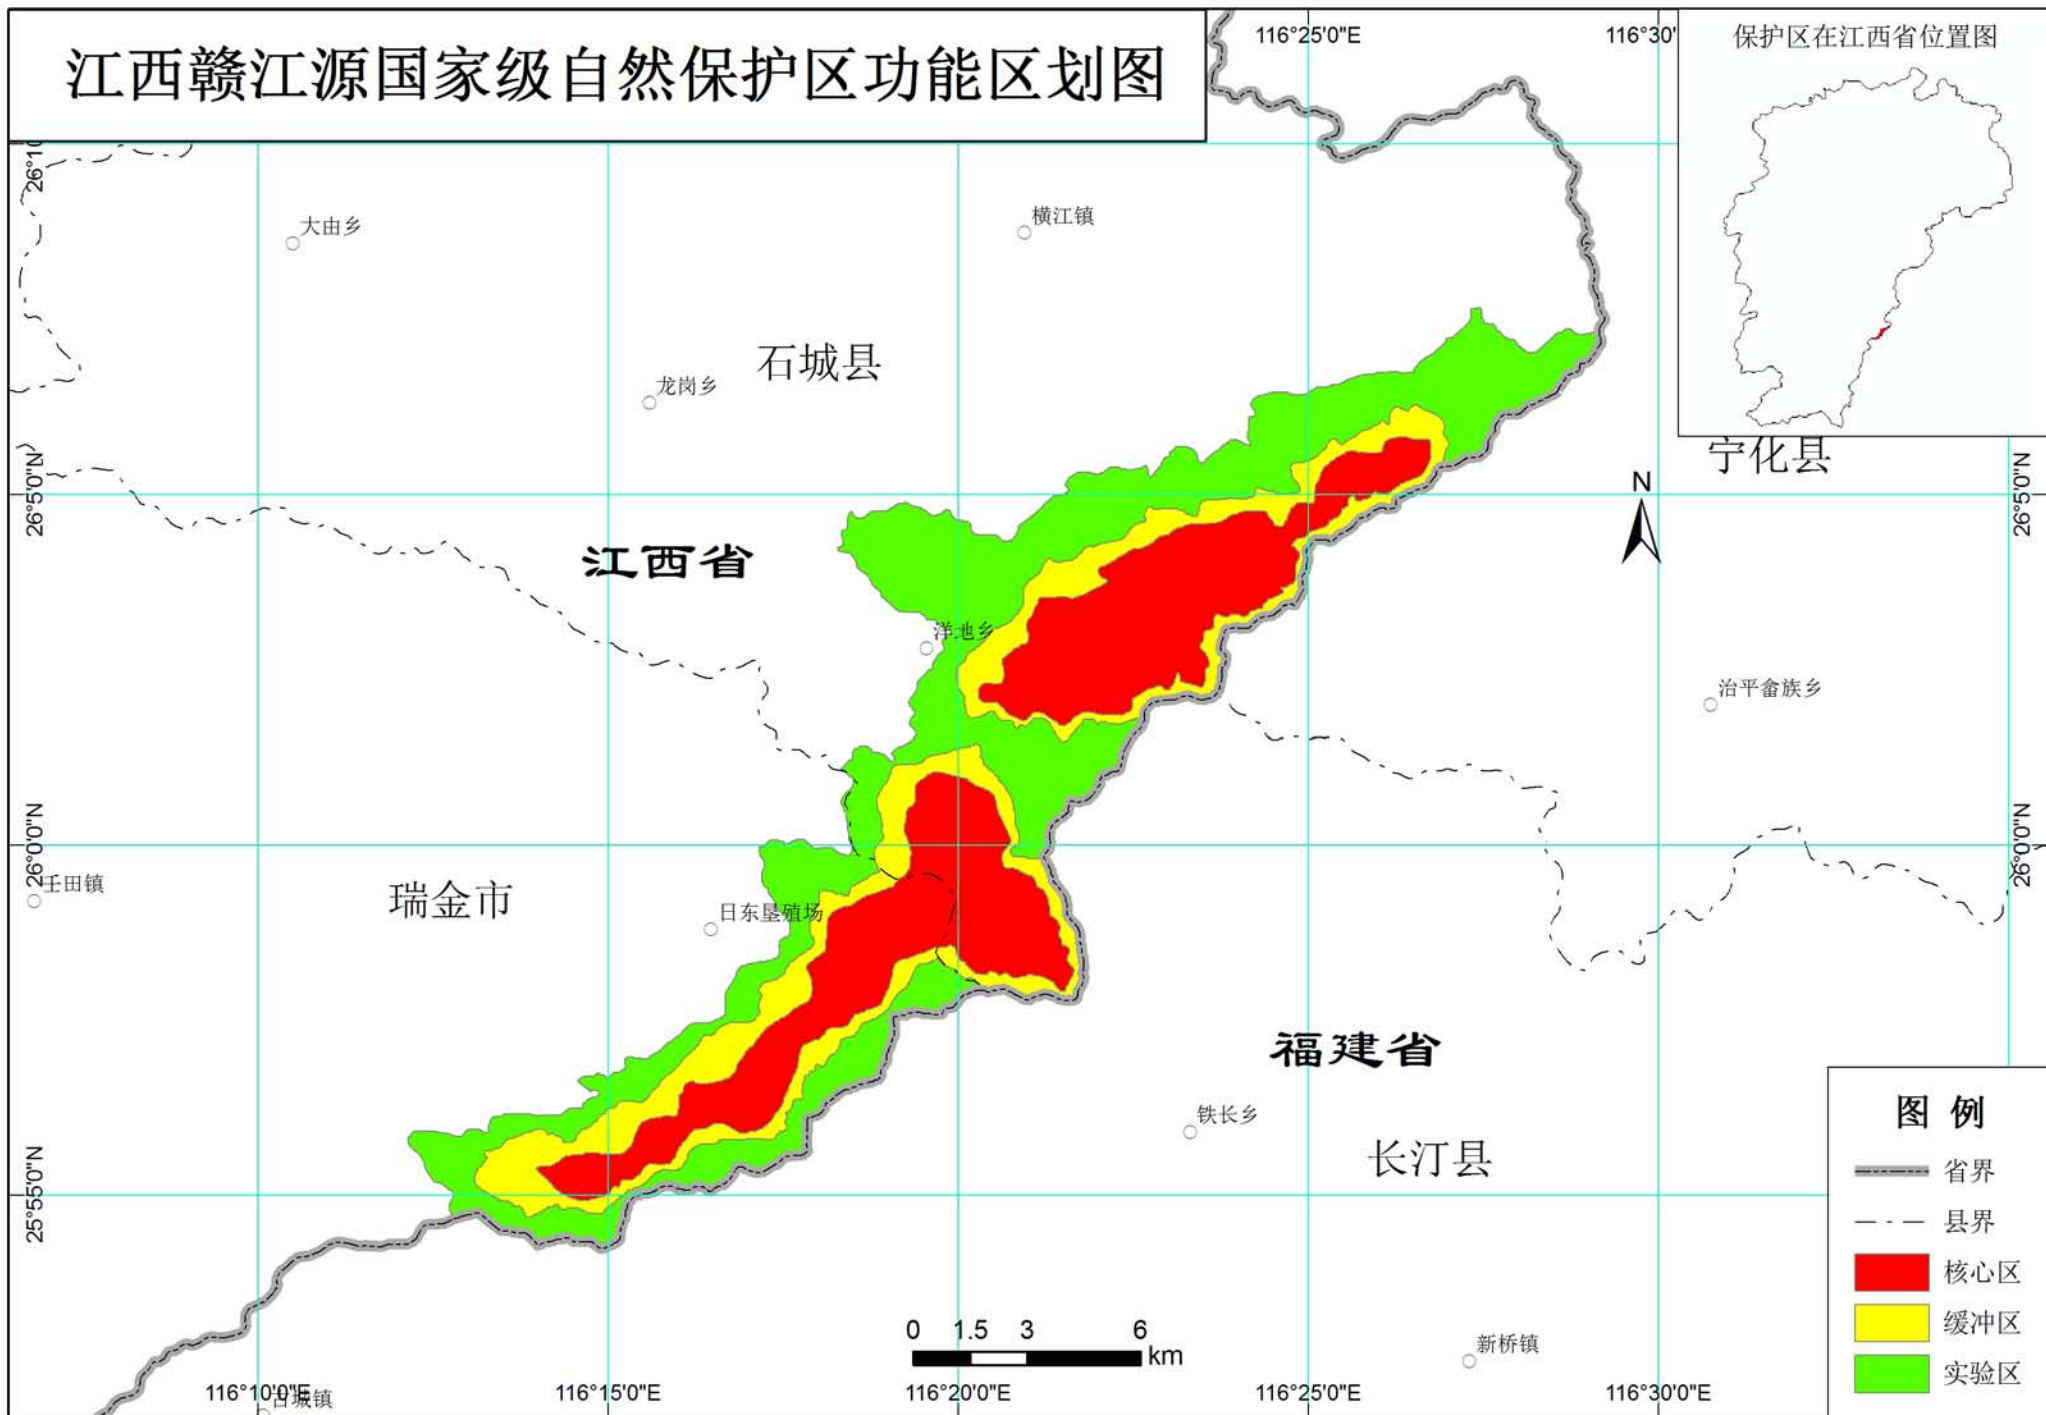 江西赣江源国家级自然保护区功能区划图
116°25'0"E
116°30'
保护区在江西省位置图
26°10
大由乡
横江镇
石城县
龙岗乡
宁化县
26°5'0"N
26°5'0"N
N
江西省
洋地乡
治平畲族乡
26°0'0"N
26°0'0"N
壬田镇
瑞金市
日东垦殖场
福建省
铁长乡
长汀县
25°55'0"N
图 例
省界
县界
核心区
缓冲区
实验区
0 1.5 3 6
km
新桥镇
116°10'0"E
116°15'0"E
116°20'0"E
116°25'0"E
116°30'0"E
古城镇